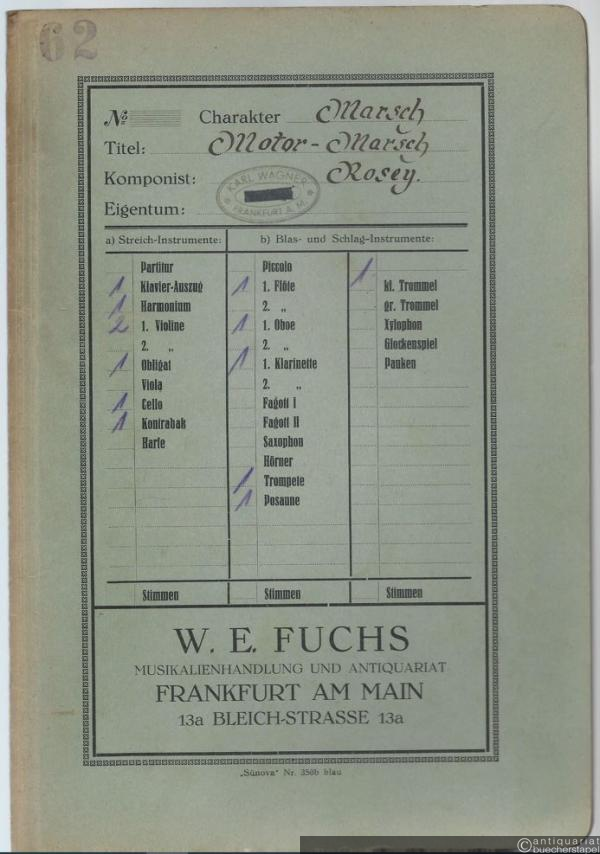 62
№ Charakter Marsch
Titel: Motor-Marsch
Komponist: Rosey.
KARL WAGNER
FRANKFURT A. M.
Eigentum:
a) Streich-Instrumente:
b) Blas- und Schlag-Instrumente:
Partitur
1 Klavier-Auszug
1 Harmonium
2 1. Violine
2. „
1 Obligat
Viola
1 Cello
1 Kontrabaß
Harfe
Stimmen
Piccolo
1 1. Flöte
2. „
1 1. Oboe
2. „
1 1. Klarinette
2. „
Fagott I
Fagott II
Saxophon
Hörner
1 Trompete
1 Posaune
Stimmen
1 kl. Trommel
gr. Trommel
Xylophon
Glockenspiel
Pauken
Stimmen
W. E. FUCHS
MUSIKALIENHANDLUNG UND ANTIQUARIAT
FRANKFURT AM MAIN
13a BLEICH-STRASSE 13a
„Sünova" Nr. 350b blau
antiquariat
buecherstapel